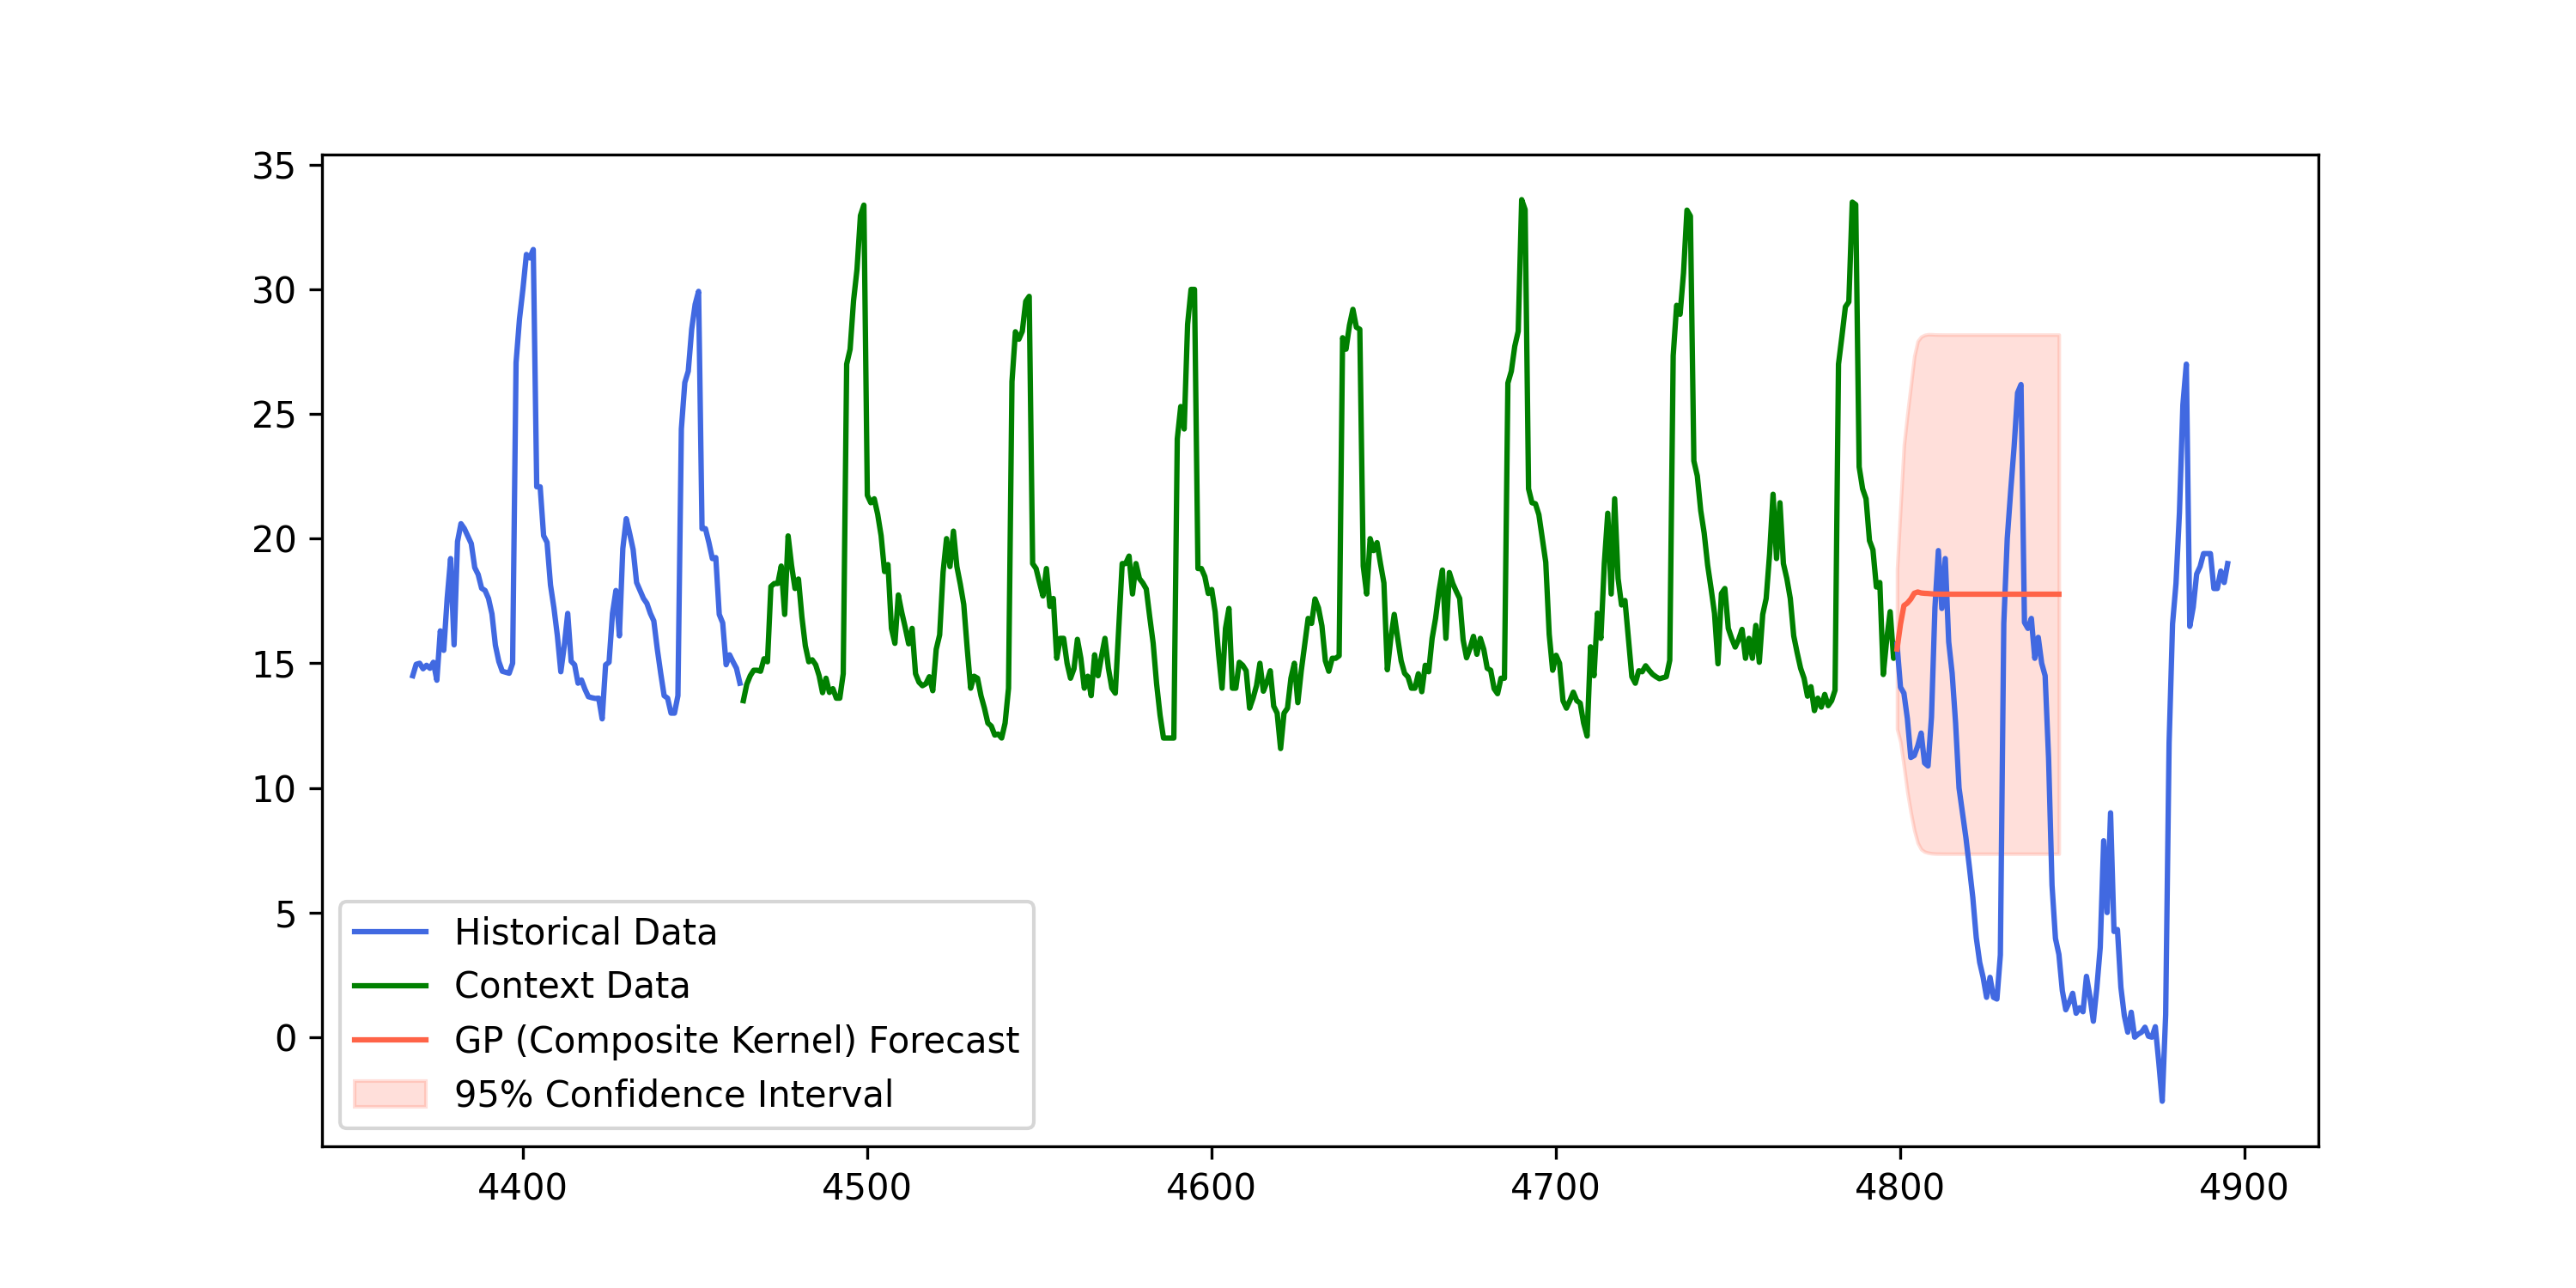 35
30
25
20
15
10
5
0
Historical Data
Context Data
GP (Composite Kernel) Forecast
95% Confidence Interval
4400 4500 4600 4700 4800 4900